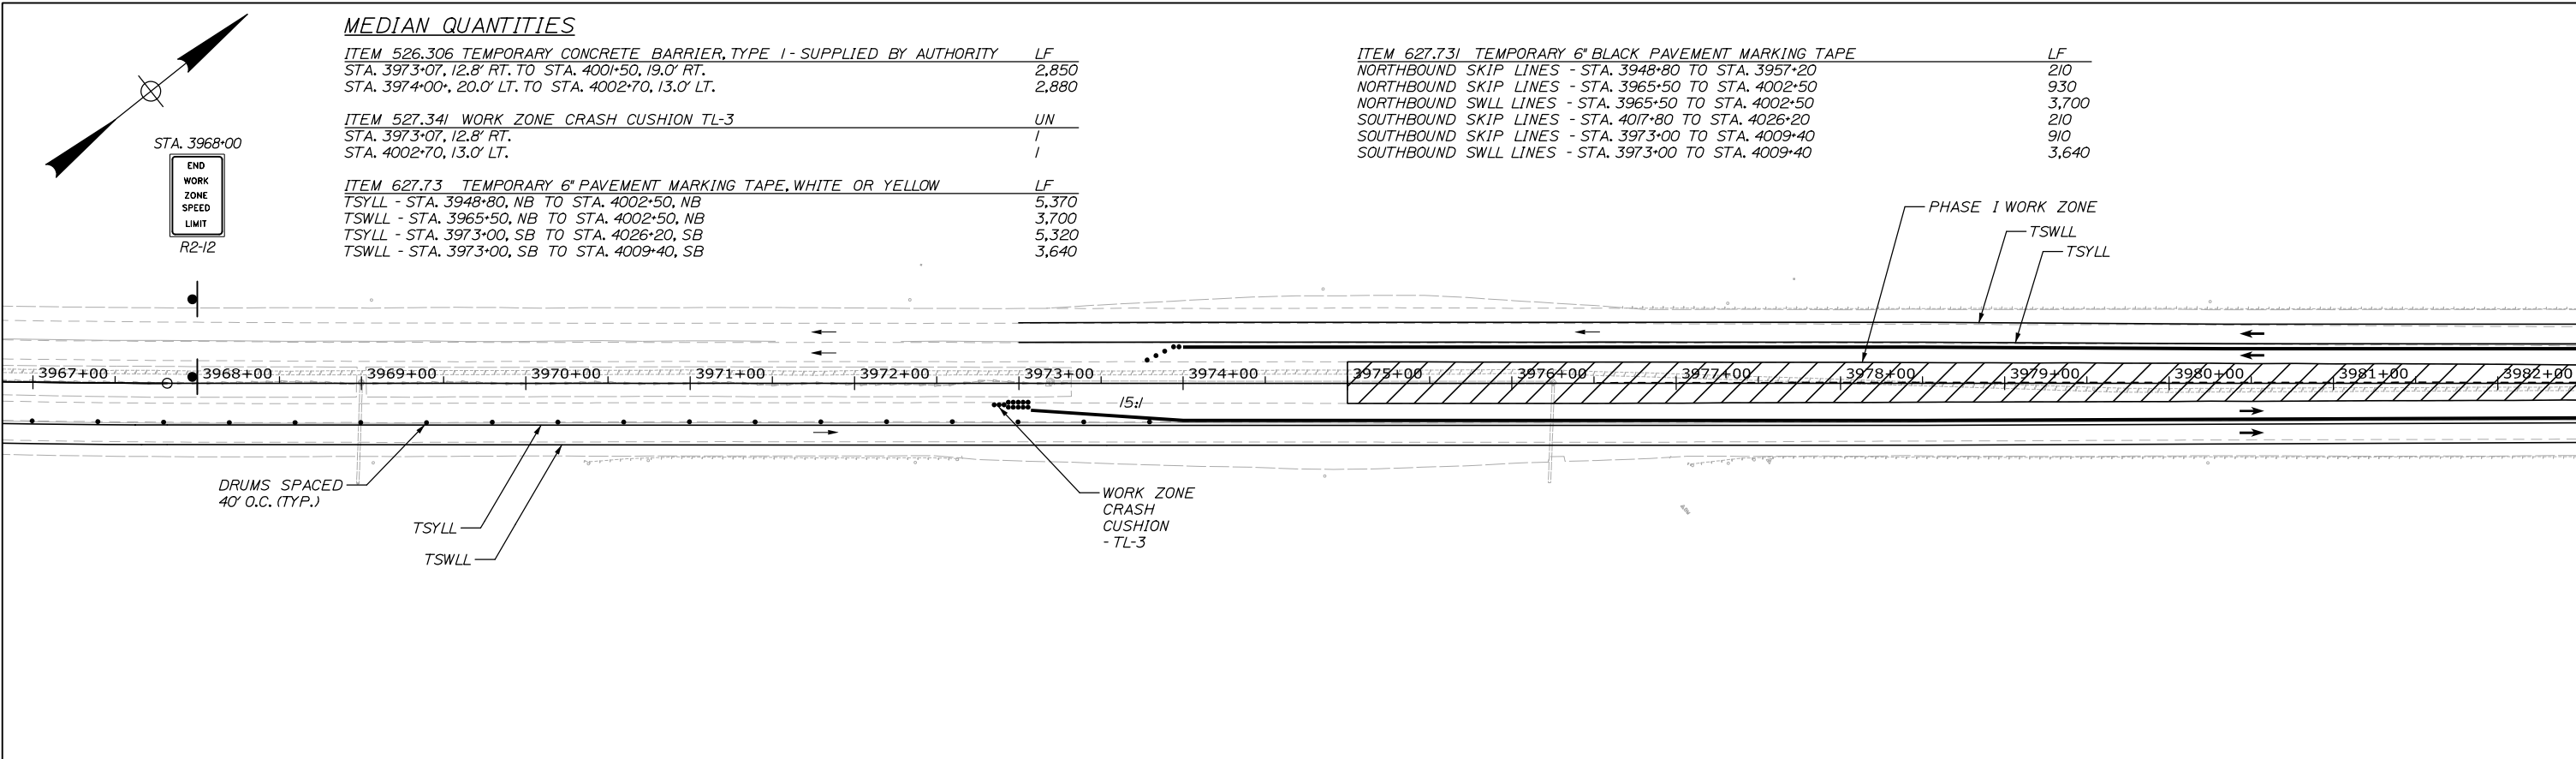 MEDIAN QUANTITIES
ITEM 526.306 TEMPORARY CONCRETE BARRIER, TYPE I - SUPPLIED BY AUTHORITY LF
STA. 3973+07, 12.8' RT. TO STA. 4001+50, 19.0' RT. 2,850
STA. 3974+00+, 20.0' LT. TO STA. 4002+70, 13.0' LT. 2,880
ITEM 527.341 WORK ZONE CRASH CUSHION TL-3 UN
STA. 3973+07, 12.8' RT. 1
STA. 4002+70, 13.0' LT. 1
ITEM 627.73 TEMPORARY 6" PAVEMENT MARKING TAPE, WHITE OR YELLOW LF
TSYLL - STA. 3948+80, NB TO STA. 4002+50, NB 5,370
TSWLL - STA. 3965+50, NB TO STA. 4002+50, NB 3,700
TSYLL - STA. 3973+00, SB TO STA. 4026+20, SB 5,320
TSWLL - STA. 3973+00, SB TO STA. 4009+40, SB 3,640
ITEM 627.731 TEMPORARY 6" BLACK PAVEMENT MARKING TAPE LF
NORTHBOUND SKIP LINES - STA. 3948+80 TO STA. 3957+20 210
NORTHBOUND SKIP LINES - STA. 3965+50 TO STA. 4002+50 930
NORTHBOUND SWLL LINES - STA. 3965+50 TO STA. 4002+50 3,700
SOUTHBOUND SKIP LINES - STA. 4017+80 TO STA. 4026+20 210
SOUTHBOUND SKIP LINES - STA. 3973+00 TO STA. 4009+40 910
SOUTHBOUND SWLL LINES - STA. 3973+00 TO STA. 4009+40 3,640
STA. 3968+00
END
WORK
ZONE
SPEED
LIMIT
R2-12
PHASE I WORK ZONE
TSWLL
TSYLL
3967+00 3968+00 3969+00 3970+00 3971+00 3972+00 3973+00 3974+00 3975+00 3976+00 3977+00 3978+00 3979+00 3980+00 3981+00 3982+00
15:1
DRUMS SPACED
40' O.C. (TYP.)
TSYLL
TSWLL
WORK ZONE
CRASH
CUSHION
- TL-3